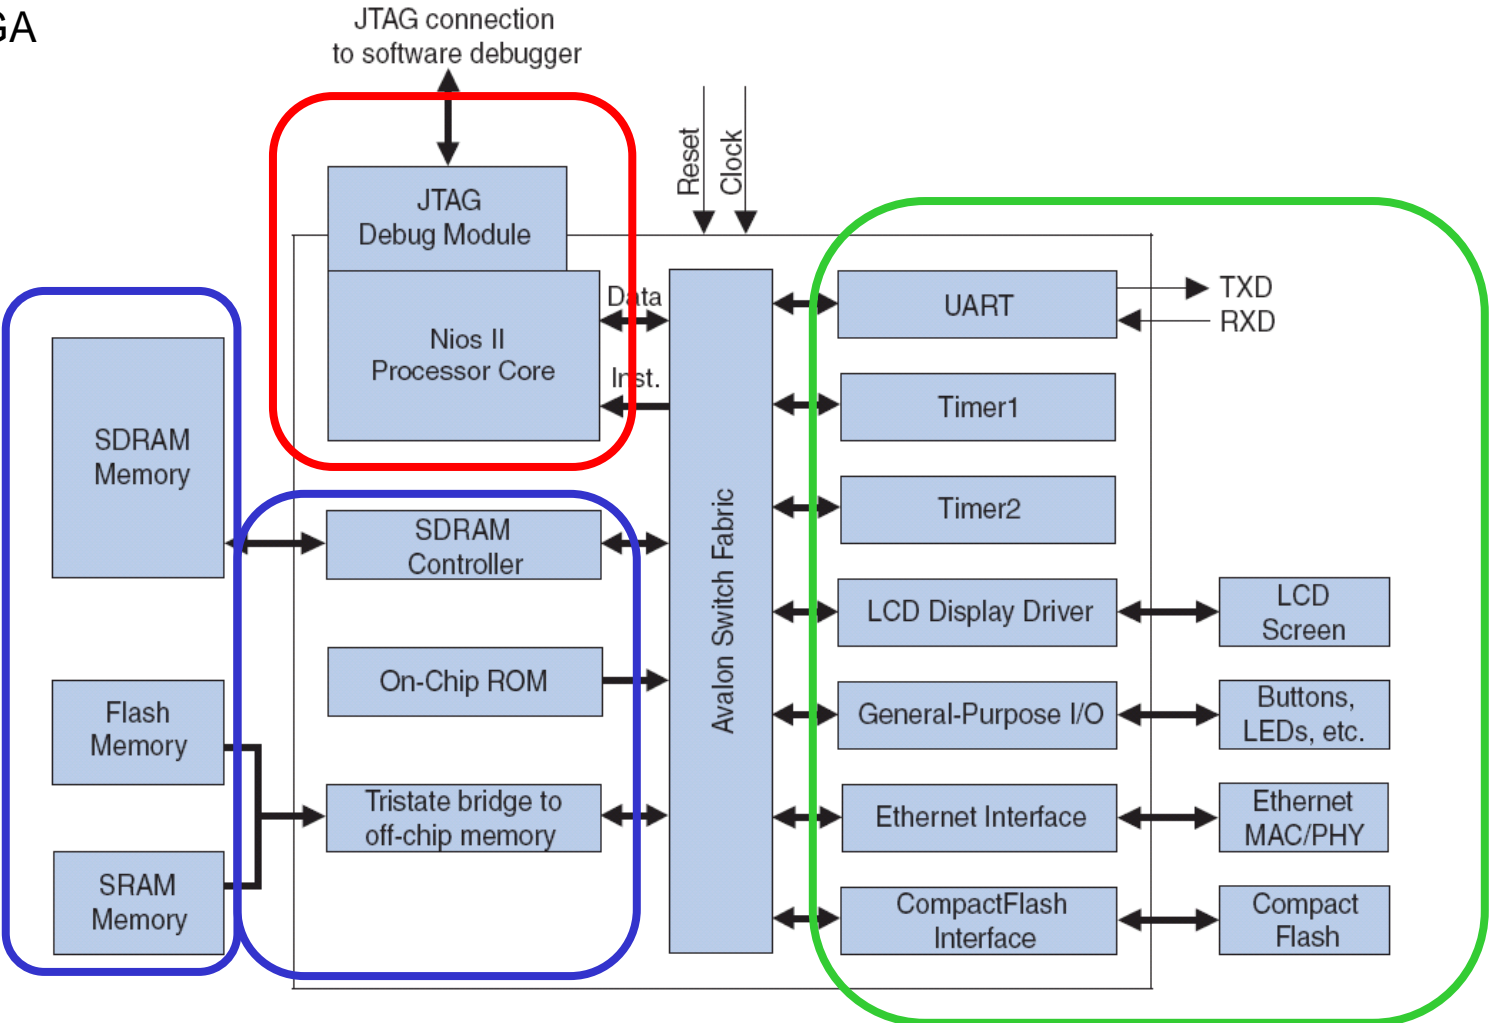 GA
JTAG connection
to software debugger
Reset
Clock
JTAG
Debug Module
Nios II
Processor Core
Data
Inst.
SDRAM
Memory
Flash
Memory
SRAM
Memory
SDRAM
Controller
On-Chip ROM
Tristate bridge to
off-chip memory
Avalon Switch Fabric
UART
TXD
RXD
Timer1
Timer2
LCD Display Driver
LCD
Screen
General-Purpose I/O
Buttons,
LEDs, etc.
Ethernet Interface
Ethernet
MAC/PHY
CompactFlash
Interface
Compact
Flash